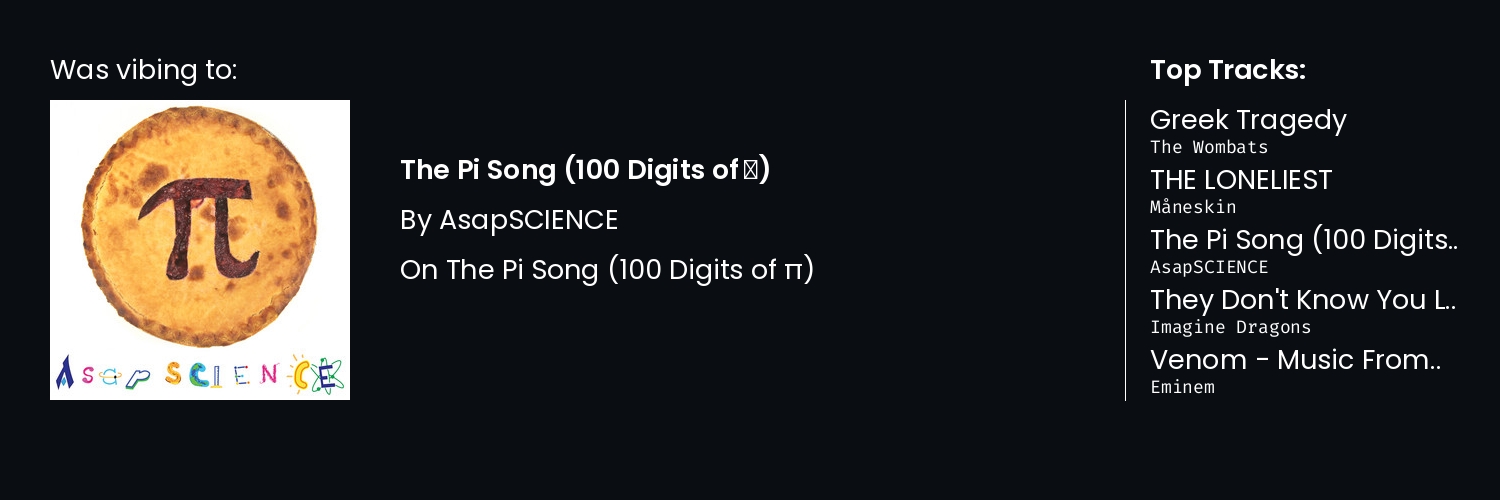 Was vibing to:
Asap SCIENCE
The Pi Song (100 Digits of )
By AsapSCIENCE
On The Pi Song (100 Digits of π)
Top Tracks:
Greek Tragedy
The Wombats
THE LONELIEST
Måneskin
The Pi Song (100 Digits..
AsapSCIENCE
They Don't Know You L..
Imagine Dragons
Venom - Music From..
Eminem